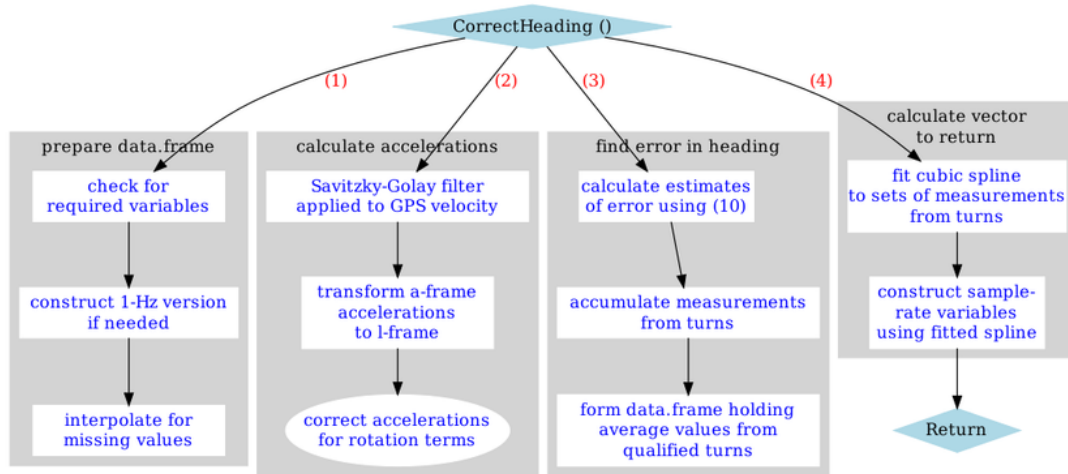 CorrectHeading ()
(1)
(2)
(3)
(4)
prepare data.frame
check for
required variables
construct 1-Hz version
if needed
interpolate for
missing values
calculate accelerations
Savitzky-Golay filter
applied to GPS velocity
transform a-frame
accelerations
to l-frame
correct accelerations
for rotation terms
find error in heading
calculate estimates
of error using (10)
accumulate measurements
from turns
form data.frame holding
average values from
qualified turns
calculate vector
to return
fit cubic spline
to sets of measurements
from turns
construct sample-
rate variables
using fitted spline
Return